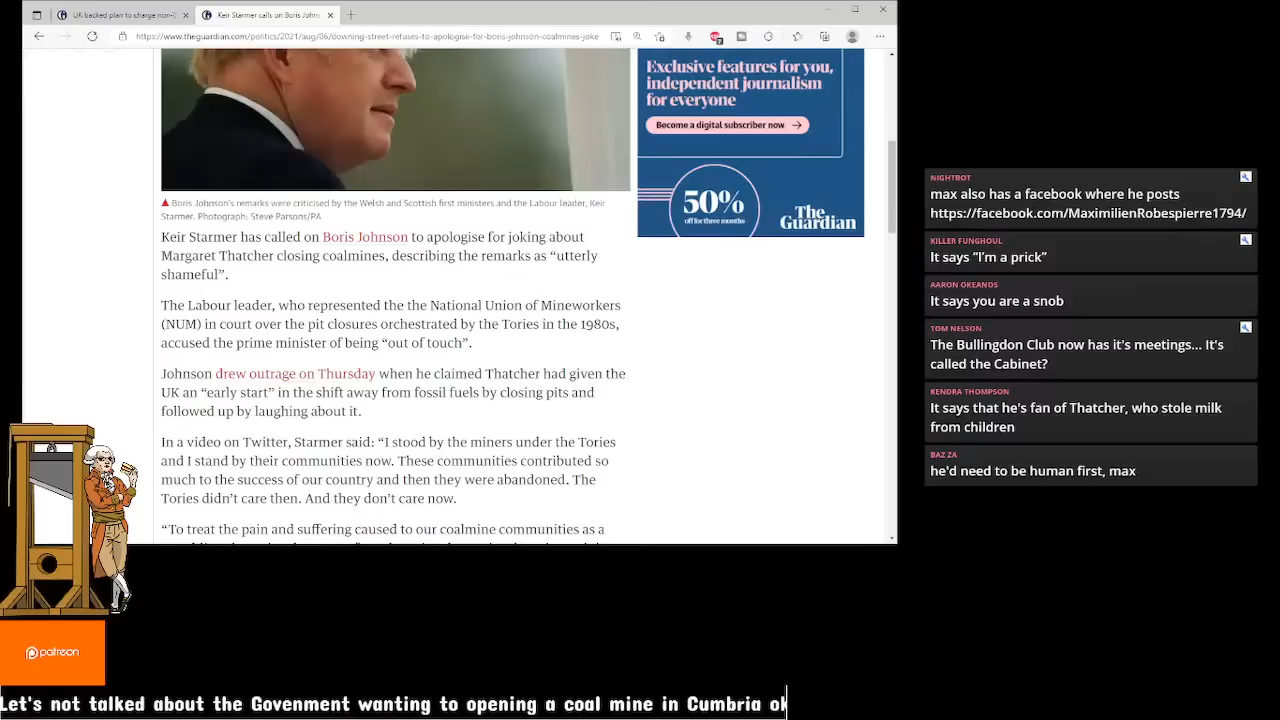 UK backed plan to charge non-E
Keir Starmer calls on Boris Johns
https://www.theguardian.com/politics/2021/aug/06/downing-street-refuses-to-apologise-for-boris-johnson-coalmines-joke
Exclusive features for you,
independent journalism
for everyone
Become a digital subscriber now →
50%
off for three months
The
Guardian
▲ Boris Johnson's remarks were criticised by the Welsh and Scottish first ministers and the Labour leader, Keir
Starmer. Photograph: Steve Parsons/PA
Keir Starmer has called on Boris Johnson to apologise for joking about
Margaret Thatcher closing coalmines, describing the remarks as “utterly
shameful”.
The Labour leader, who represented the the National Union of Mineworkers
(NUM) in court over the pit closures orchestrated by the Tories in the 1980s,
accused the prime minister of being “out of touch”.
Johnson drew outrage on Thursday when he claimed Thatcher had given the
UK an “early start” in the shift away from fossil fuels by closing pits and
followed up by laughing about it.
In a video on Twitter, Starmer said: “I stood by the miners under the Tories
and I stand by their communities now. These communities contributed so
much to the success of our country and then they were abandoned. The
Tories didn’t care then. And they don’t care now.
“To treat the pain and suffering caused to our coalmine communities as a
NIGHTBOT
max also has a facebook where he posts
https://facebook.com/MaximilienRobespierre1794/
KILLER FUNGHOUL
It says “I’m a prick”
AARON OKEANOS
It says you are a snob
TOM NELSON
The Bullingdon Club now has it's meetings... It's
called the Cabinet?
KENDRA THOMPSON
It says that he's fan of Thatcher, who stole milk
from children
BAZ ZA
he'd need to be human first, max
patreon
Let's not talked about the Govenment wanting to opening a coal mine in Cumbria ok